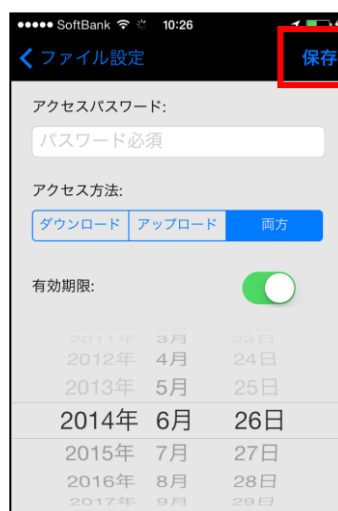 ●●●●● SoftBank 10:26
ファイル設定 保存
アクセスパスワード:
パスワード必須
アクセス方法:
ダウンロード アップロード 両方
有効期限:
2011年 3月 23日
2012年 4月 24日
2013年 5月 25日
2014年 6月 26日
2015年 7月 27日
2016年 8月 28日
2017年 9月 29日